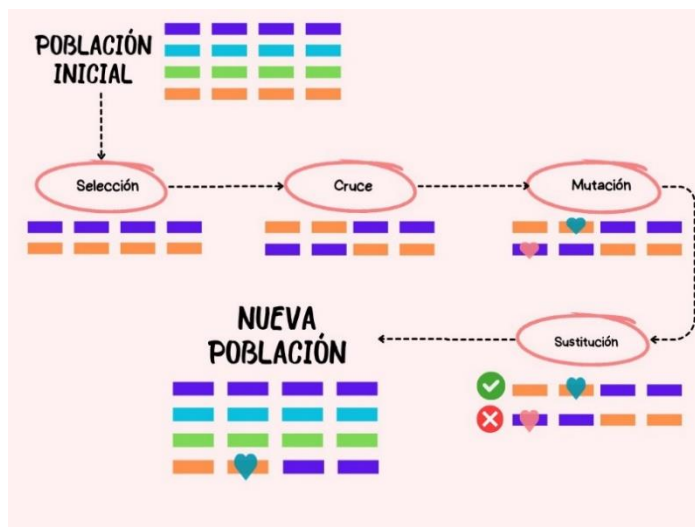 POBLACIÓN
INICIAL
Selección
Cruce
Mutación
Sustitución
NUEVA
POBLACIÓN